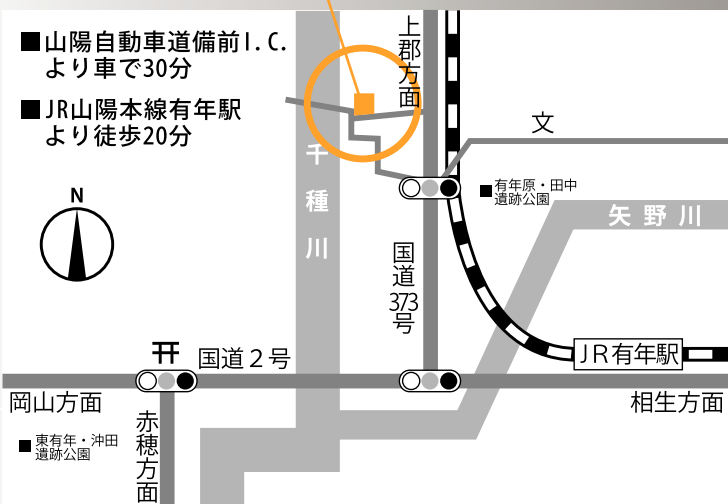 ■山陽自動車道備前I.C.
より車で30分
■JR山陽本線有年駅
より徒歩20分
上郡方面
文
千種川
N
■有年原・田中
遺跡公園
矢野川
国道373号
国道2号
JR有年駅
岡山方面
相生方面
赤穂方面
■東有年・沖田
遺跡公園